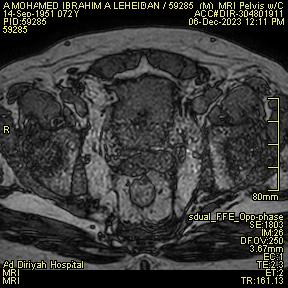 A MOHAMED IBRAHIM A LEHEIDAN / 59285 (M) MRI Pelvis w/C
14-Sep-1951 072Y ACC#DIR-304801911
PID:59285 06-Dec-2023 12:11 PM
59285
R
80mm
sdual_FFE_Opp-phase
SE:1803
IM:26
DFOV:250
3.67mm
EC:1
Ad Diriyah Hospital TE:2.3
MRI ET:2
MRI TR:161.13